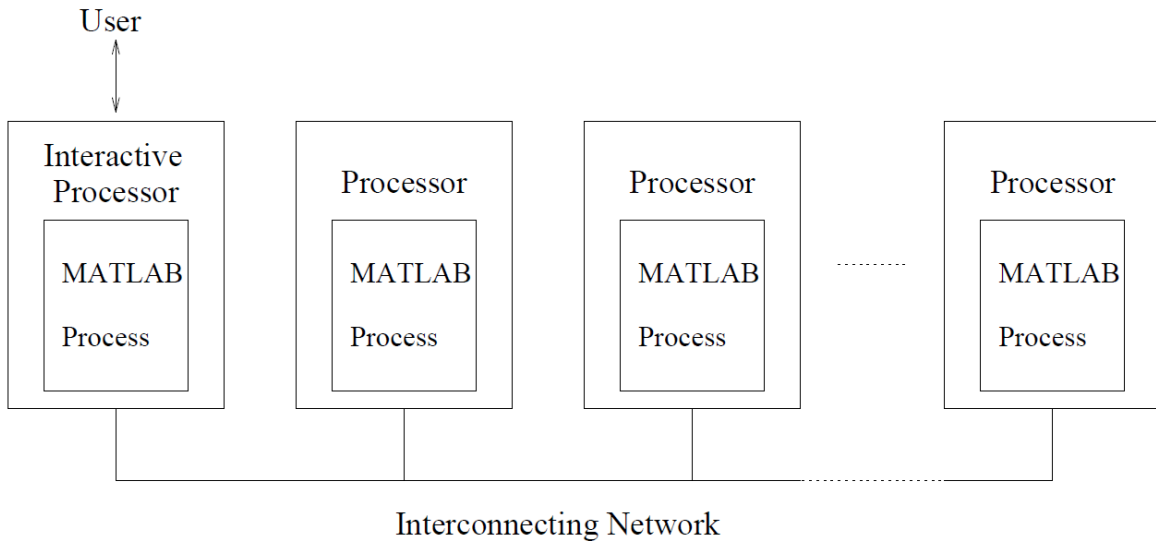 User
Interactive
Processor
MATLAB
Process
Processor
MATLAB
Process
Processor
MATLAB
Process
Processor
MATLAB
Process
Interconnecting Network